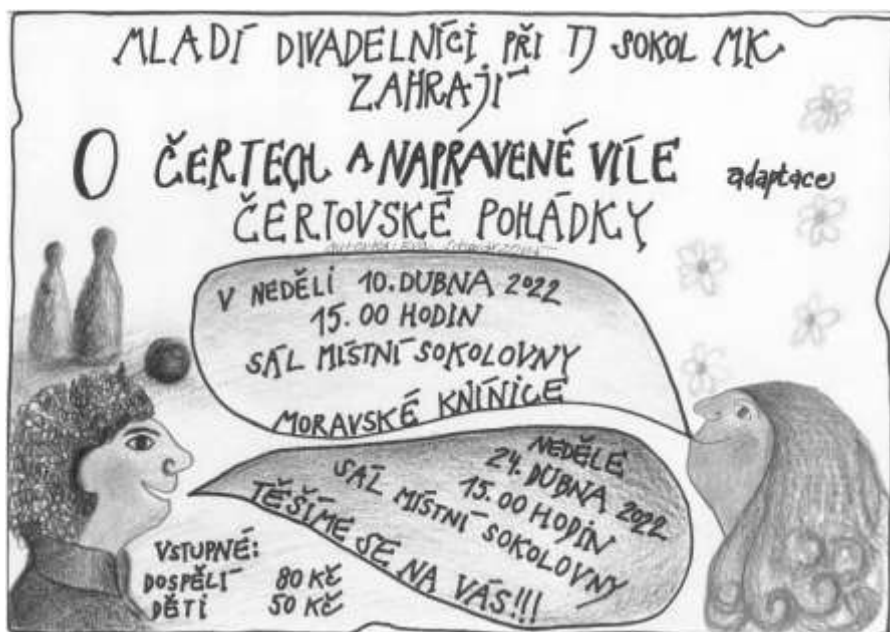 MLADÍ DIVADELNÍCI PŘI TJ SOKOL MK
ZAHRAJÍ
O ČERTECH A NAPRAVENÉ VÍLE adaptace
ČERTOVSKÉ POHÁDKY
V NEDĚLI 10. DUBNA 2022
15.00 HODIN
SÁL MÍSTNÍ SOKOLOVNY
MORAVSKÉ KNÍNICE
NEDĚLE
24. DUBNA 2022
15.00 HODIN
SÁL MÍSTNÍ SOKOLOVNY
TĚŠÍME SE NA VÁS!!!
VSTUPNÉ:
DOSPĚLÍ 80 KČ
DĚTI 50 KČ